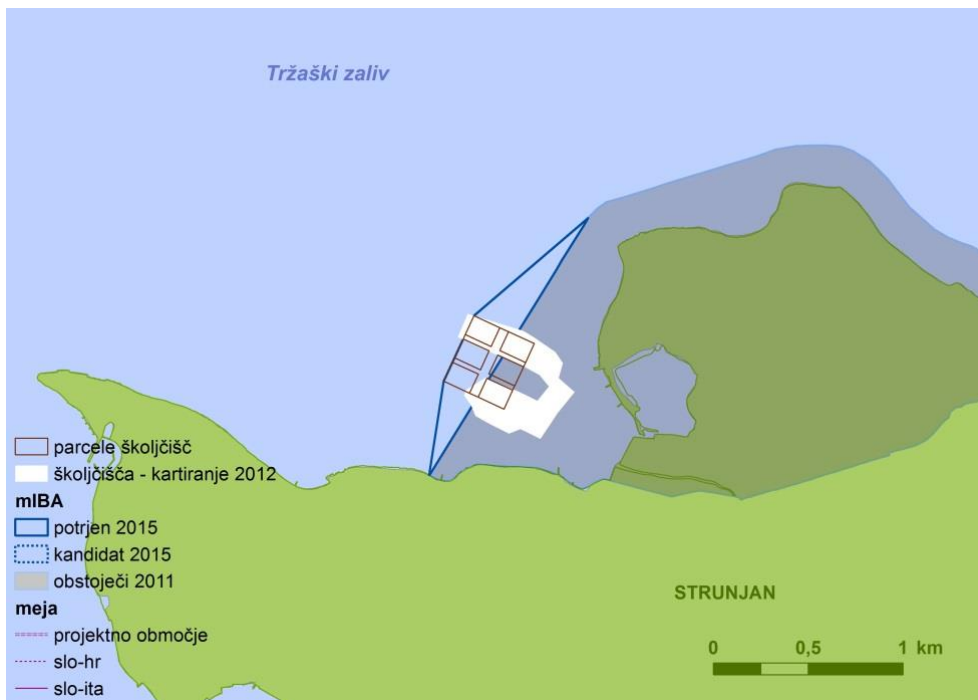 Tržaški zaliv
parcele školjčišč
školjčišča - kartiranje 2012
mIBA
potrjen 2015
kandidat 2015
obstoječi 2011
meja
projektno območje
slo-hr
slo-ita
STRUNJAN
0 0,5 1 km